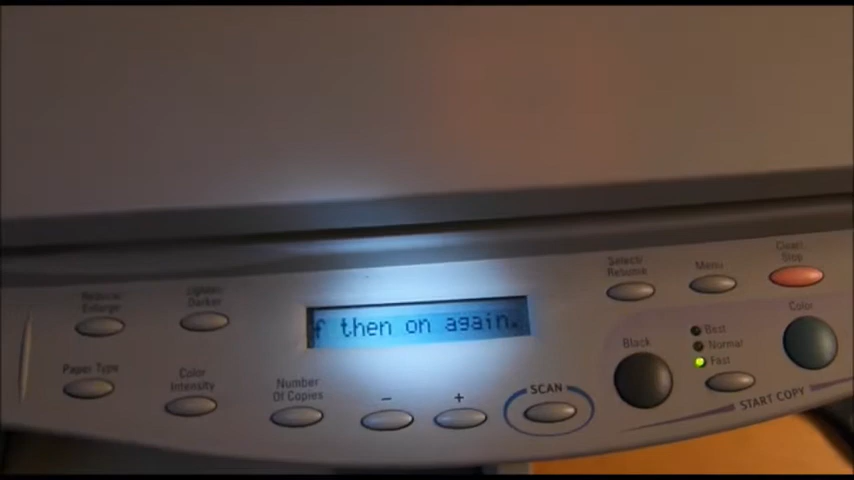 Reduce/
Enlarge
Lighter/
Darker
Select/
Resume
Menu
Clear/
Stop
f then on again.
Paper Type
Color
Intensity
Number
Of Copies
-
+
SCAN
Black
Best
Normal
Fast
Color
START COPY